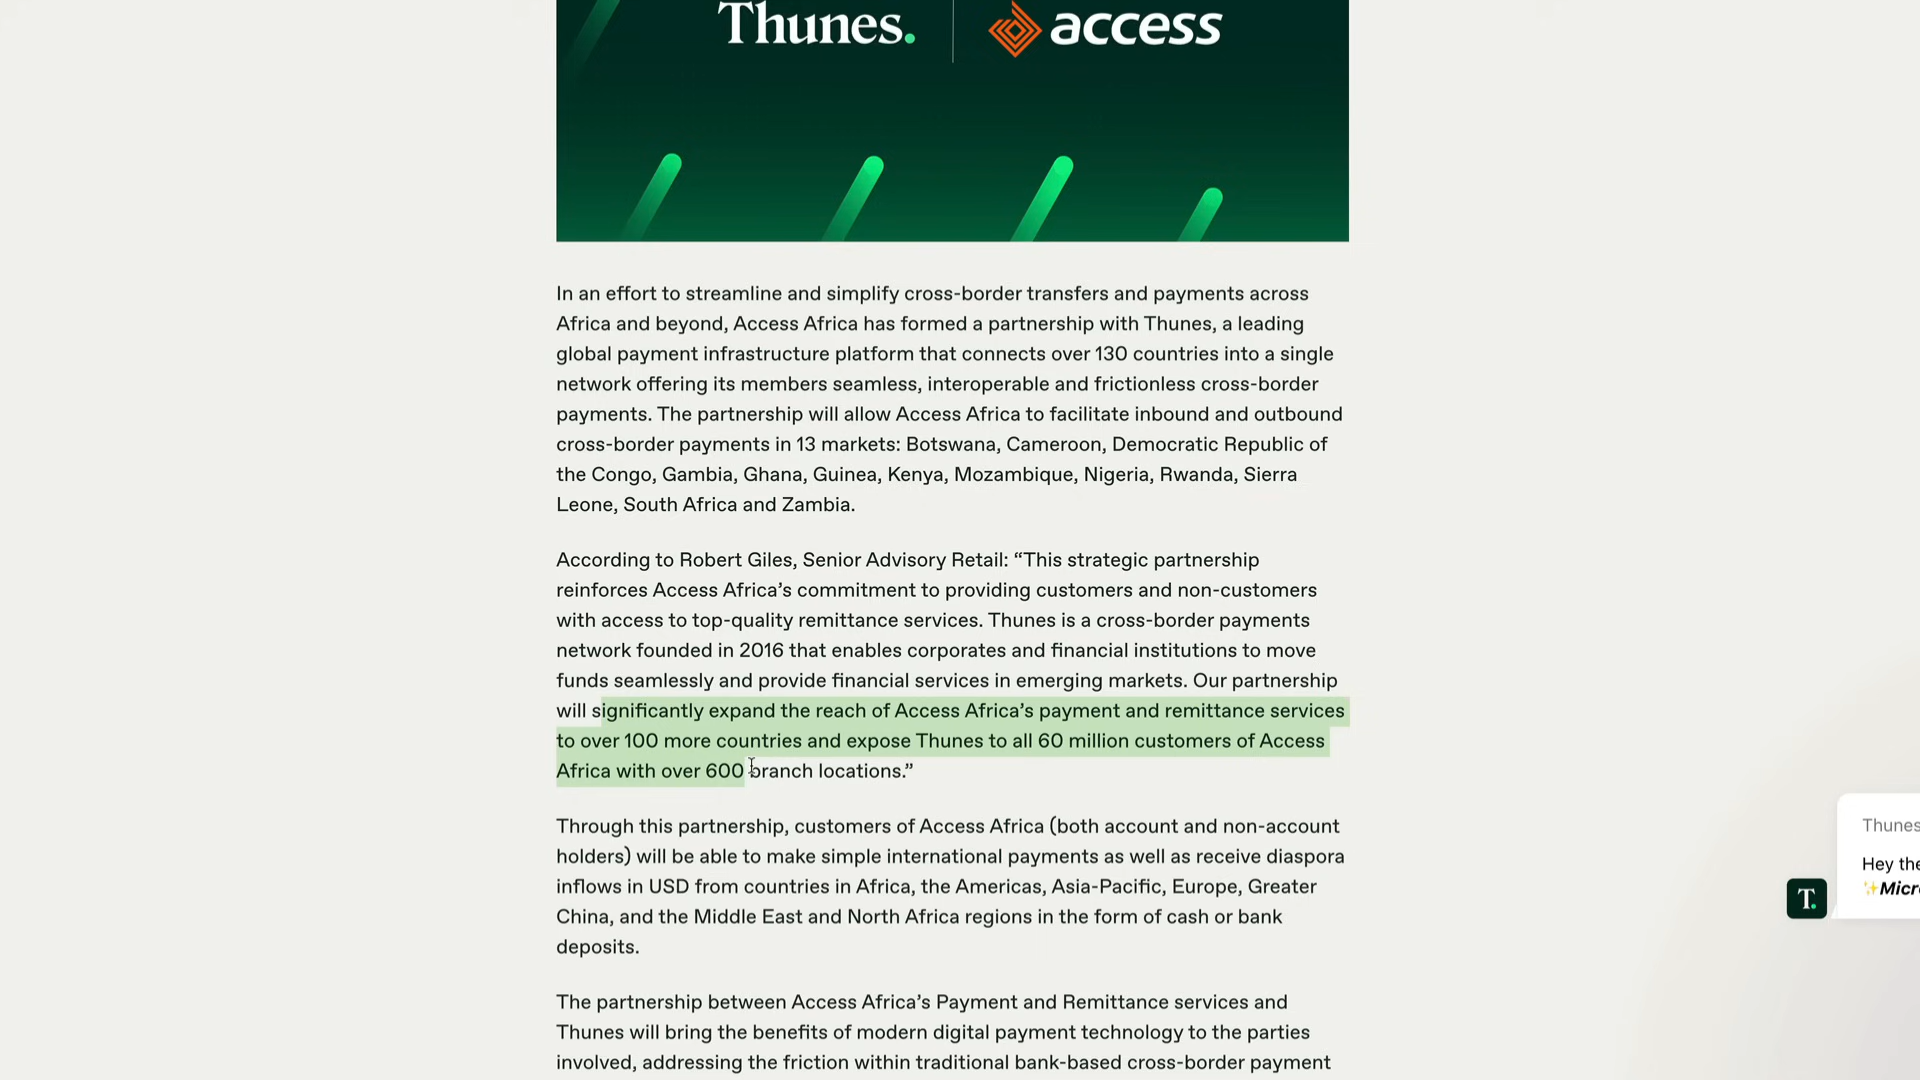 Thunes.
access
In an effort to streamline and simplify cross-border transfers and payments across
Africa and beyond, Access Africa has formed a partnership with Thunes, a leading
global payment infrastructure platform that connects over 130 countries into a single
network offering its members seamless, interoperable and frictionless cross-border
payments. The partnership will allow Access Africa to facilitate inbound and outbound
cross-border payments in 13 markets: Botswana, Cameroon, Democratic Republic of
the Congo, Gambia, Ghana, Guinea, Kenya, Mozambique, Nigeria, Rwanda, Sierra
Leone, South Africa and Zambia.
According to Robert Giles, Senior Advisory Retail: “This strategic partnership
reinforces Access Africa’s commitment to providing customers and non-customers
with access to top-quality remittance services. Thunes is a cross-border payments
network founded in 2016 that enables corporates and financial institutions to move
funds seamlessly and provide financial services in emerging markets. Our partnership
will significantly expand the reach of Access Africa’s payment and remittance services
to over 100 more countries and expose Thunes to all 60 million customers of Access
Africa with over 600 branch locations.”
Through this partnership, customers of Access Africa (both account and non-account
holders) will be able to make simple international payments as well as receive diaspora
inflows in USD from countries in Africa, the Americas, Asia-Pacific, Europe, Greater
China, and the Middle East and North Africa regions in the form of cash or bank
deposits.
The partnership between Access Africa’s Payment and Remittance services and
Thunes will bring the benefits of modern digital payment technology to the parties
involved, addressing the friction within traditional bank-based cross-border payment
Thunes
Hey the
✨Micr
T.